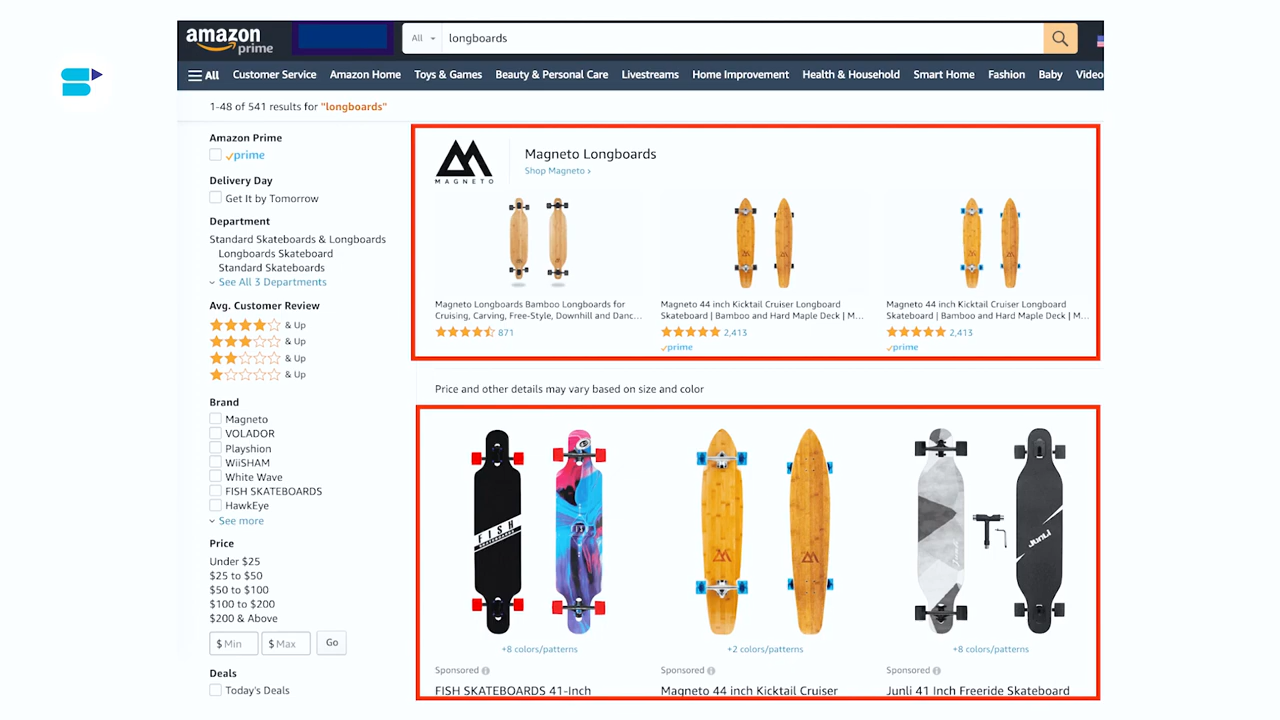 amazon
prime
All
longboards
All
Customer Service
Amazon Home
Toys & Games
Beauty & Personal Care
Livestreams
Home Improvement
Health & Household
Smart Home
Fashion
Baby
Video
1-48 of 541 results for "longboards"
Amazon Prime
prime
Delivery Day
Get It by Tomorrow
Department
Standard Skateboards & Longboards
Longboards Skateboard
Standard Skateboards
See All 3 Departments
Avg. Customer Review
& Up
& Up
& Up
& Up
Brand
Magneto
VOLADOR
Playshion
WiiSHAM
White Wave
FISH SKATEBOARDS
HawkEye
See more
Price
Under $25
$25 to $50
$50 to $100
$100 to $200
$200 & Above
$ Min
$ Max
Go
Deals
Today's Deals
MAGNETO
Magneto Longboards
Shop Magneto ›
Magneto Longboards Bamboo Longboards for
Cruising, Carving, Free-Style, Downhill and Danc...
871
Magneto 44 inch Kicktail Cruiser Longboard
Skateboard | Bamboo and Hard Maple Deck | M...
2,413
prime
Magneto 44 inch Kicktail Cruiser Longboard
Skateboard | Bamboo and Hard Maple Deck | M...
2,413
prime
Price and other details may vary based on size and color
FISH
SKATEBOARDS
+8 colors/patterns
Sponsored
FISH SKATEBOARDS 41-Inch
+2 colors/patterns
Sponsored
Magneto 44 inch Kicktail Cruiser
Junli
+8 colors/patterns
Sponsored
Junli 41 Inch Freeride Skateboard